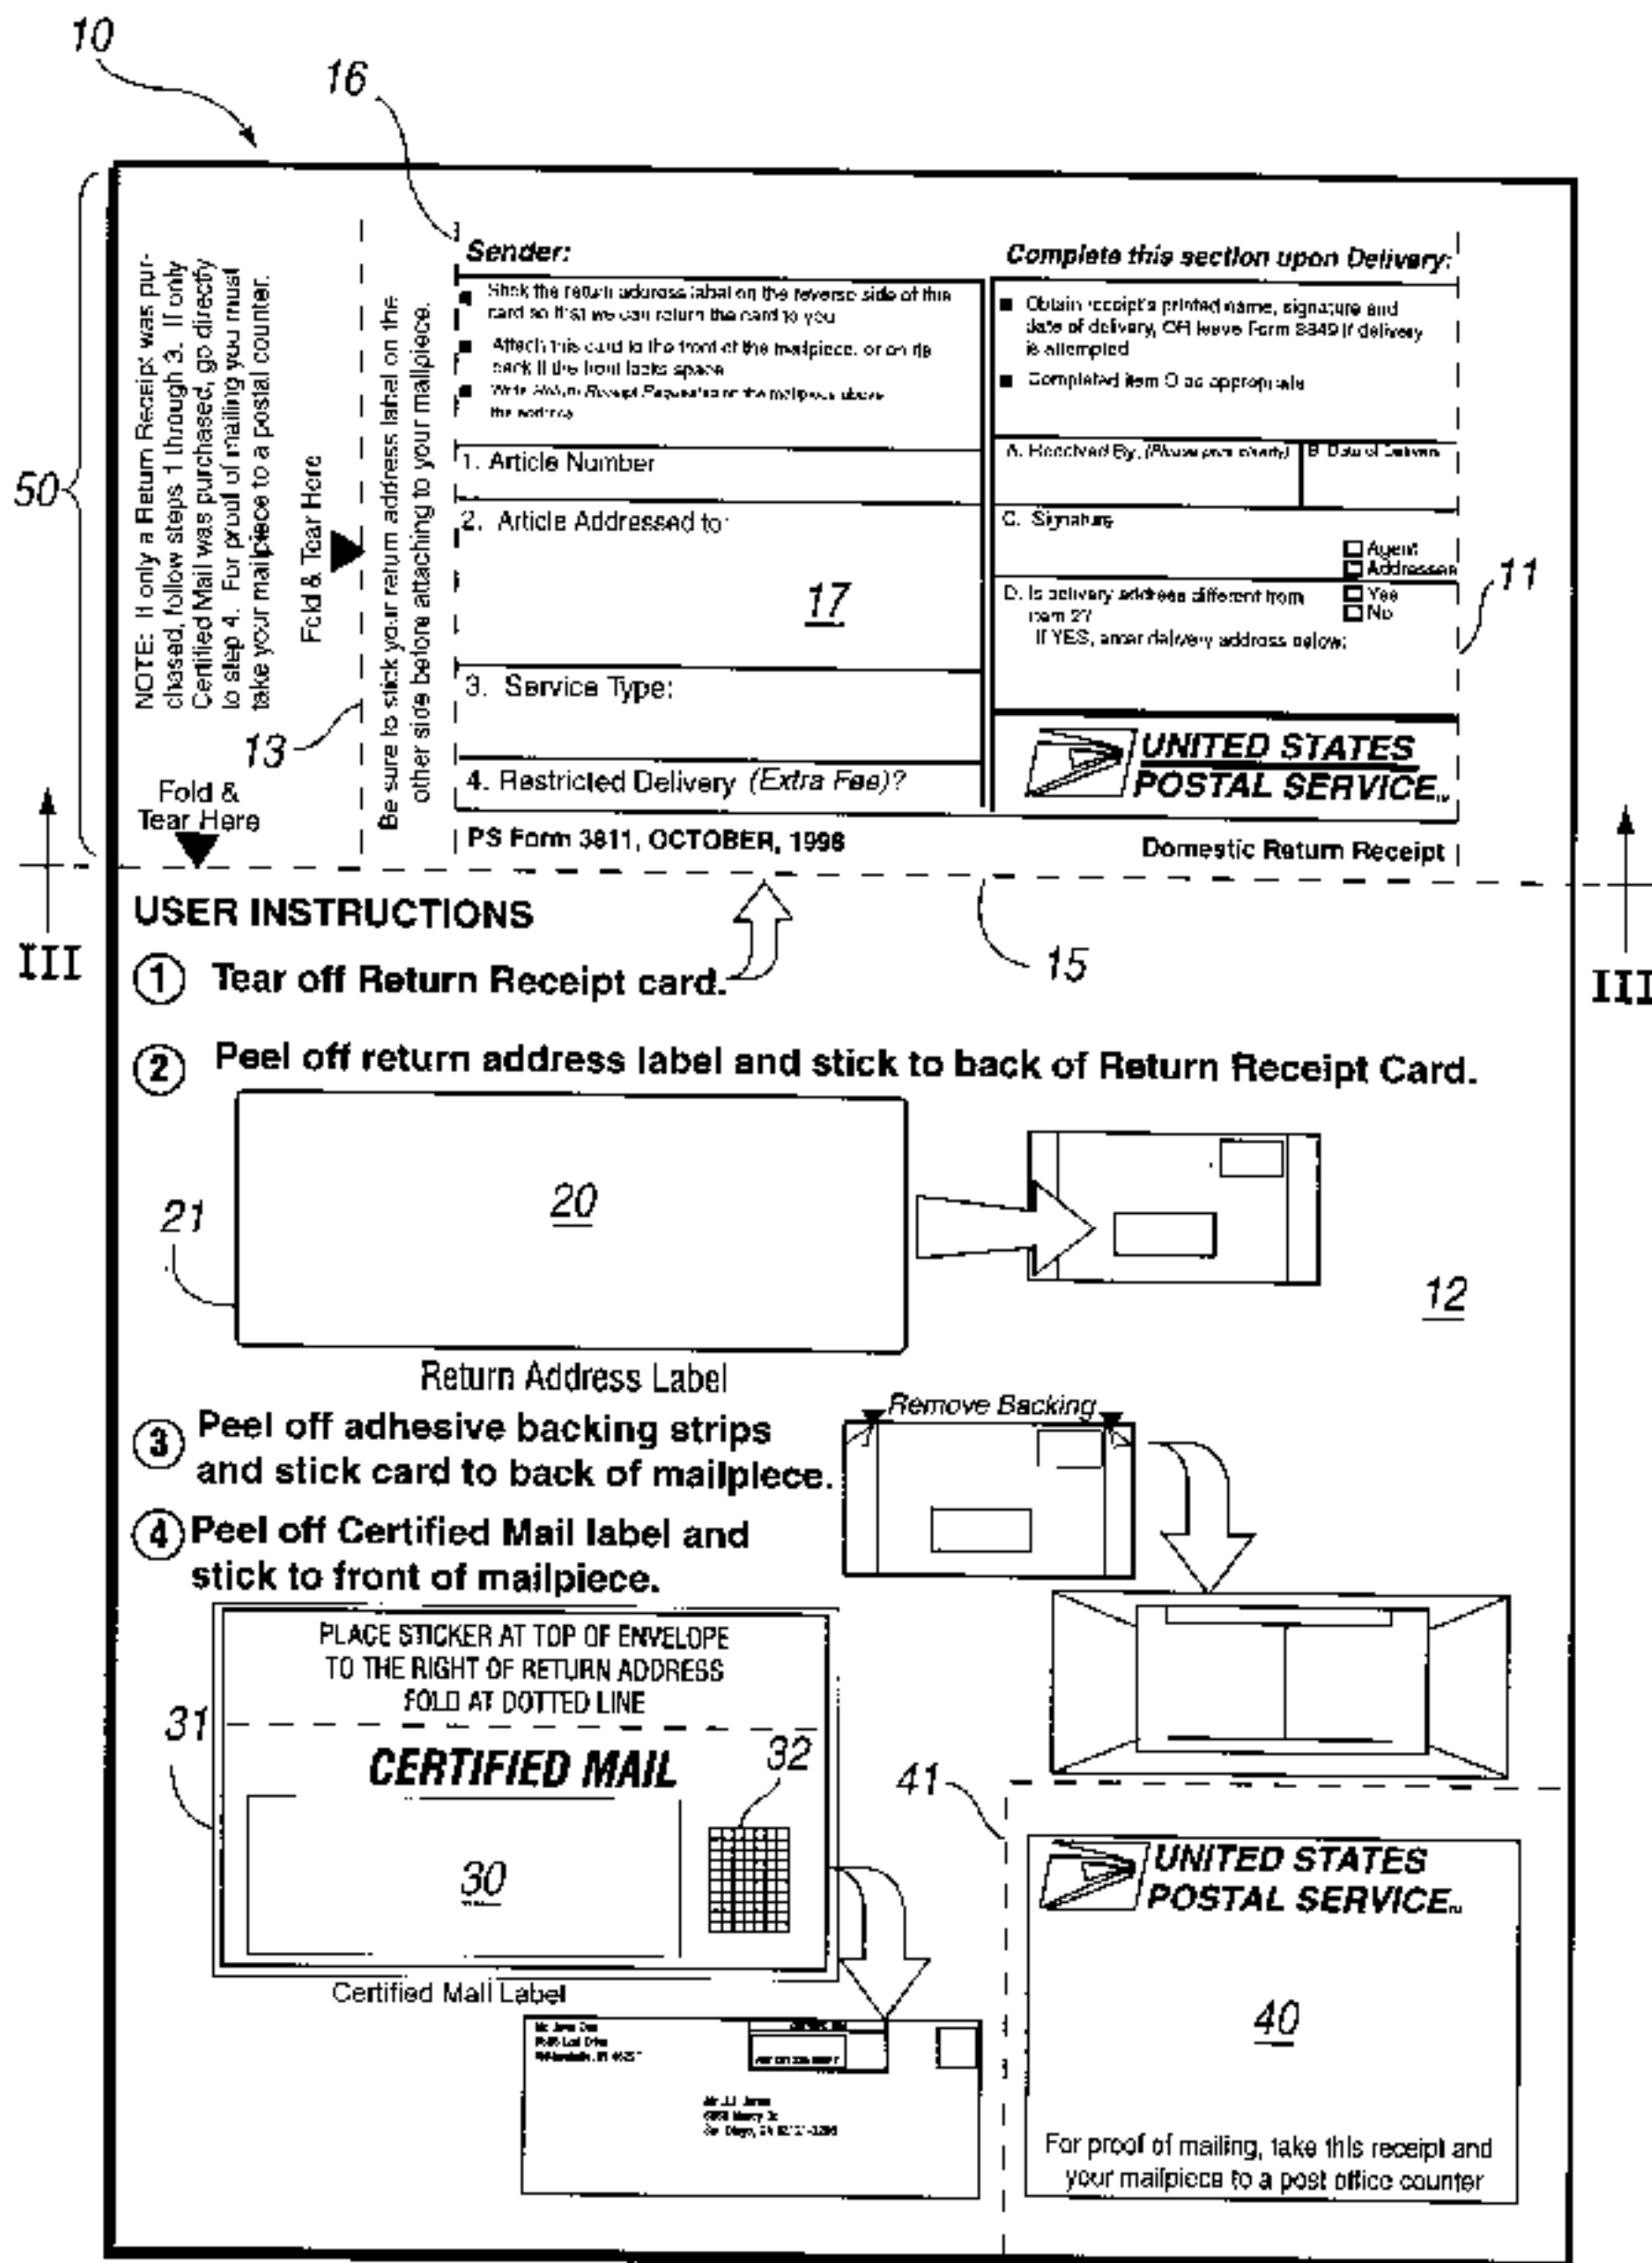 10
16
50
NOTE: If only a Return Receipt was pur-
chased, follow steps 1 through 3. If only
Certified Mail was purchased, go directly
to step 4. For proof of mailing you must
take your mailpiece to a postal counter.
Fold & Tear Here
Be sure to stick your return address label on the
other side before attaching to your mailpiece.
13
Fold &
Tear Here
Sender:
Stick the return address label on the reverse side of this
card so that we can return the card to you
Attach this card to the front of the mailpiece, or on the
back if the front lacks space
Write Return Receipt Requested on the mailpiece above
the address
1. Article Number
2. Article Addressed to:
17
3. Service Type:
4. Restricted Delivery (Extra Fee)?
PS Form 3811, OCTOBER, 1998
Complete this section upon Delivery:
Obtain receipt's printed name, signature and
date of delivery, OR leave Form 3849 if delivery
is attempted
Completed item D as appropriate
A. Received By, (Please print clearly)
B. Date of Delivery
C. Signature
Agent
Addressee
D. Is delivery address different from
item 2?
Yes
No
If YES, enter delivery address below:
11
UNITED STATES
POSTAL SERVICE
Domestic Return Receipt
III
III
15
USER INSTRUCTIONS
1 Tear off Return Receipt card.
2 Peel off return address label and stick to back of Return Receipt Card.
20
21
12
Return Address Label
3 Peel off adhesive backing strips
and stick card to back of mailpiece.
Remove Backing
4 Peel off Certified Mail label and
stick to front of mailpiece.
PLACE STICKER AT TOP OF ENVELOPE
TO THE RIGHT OF RETURN ADDRESS
FOLD AT DOTTED LINE
31
CERTIFIED MAIL
32
30
Certified Mail Label
41
UNITED STATES
POSTAL SERVICE
40
For proof of mailing, take this receipt and
your mailpiece to a post office counter